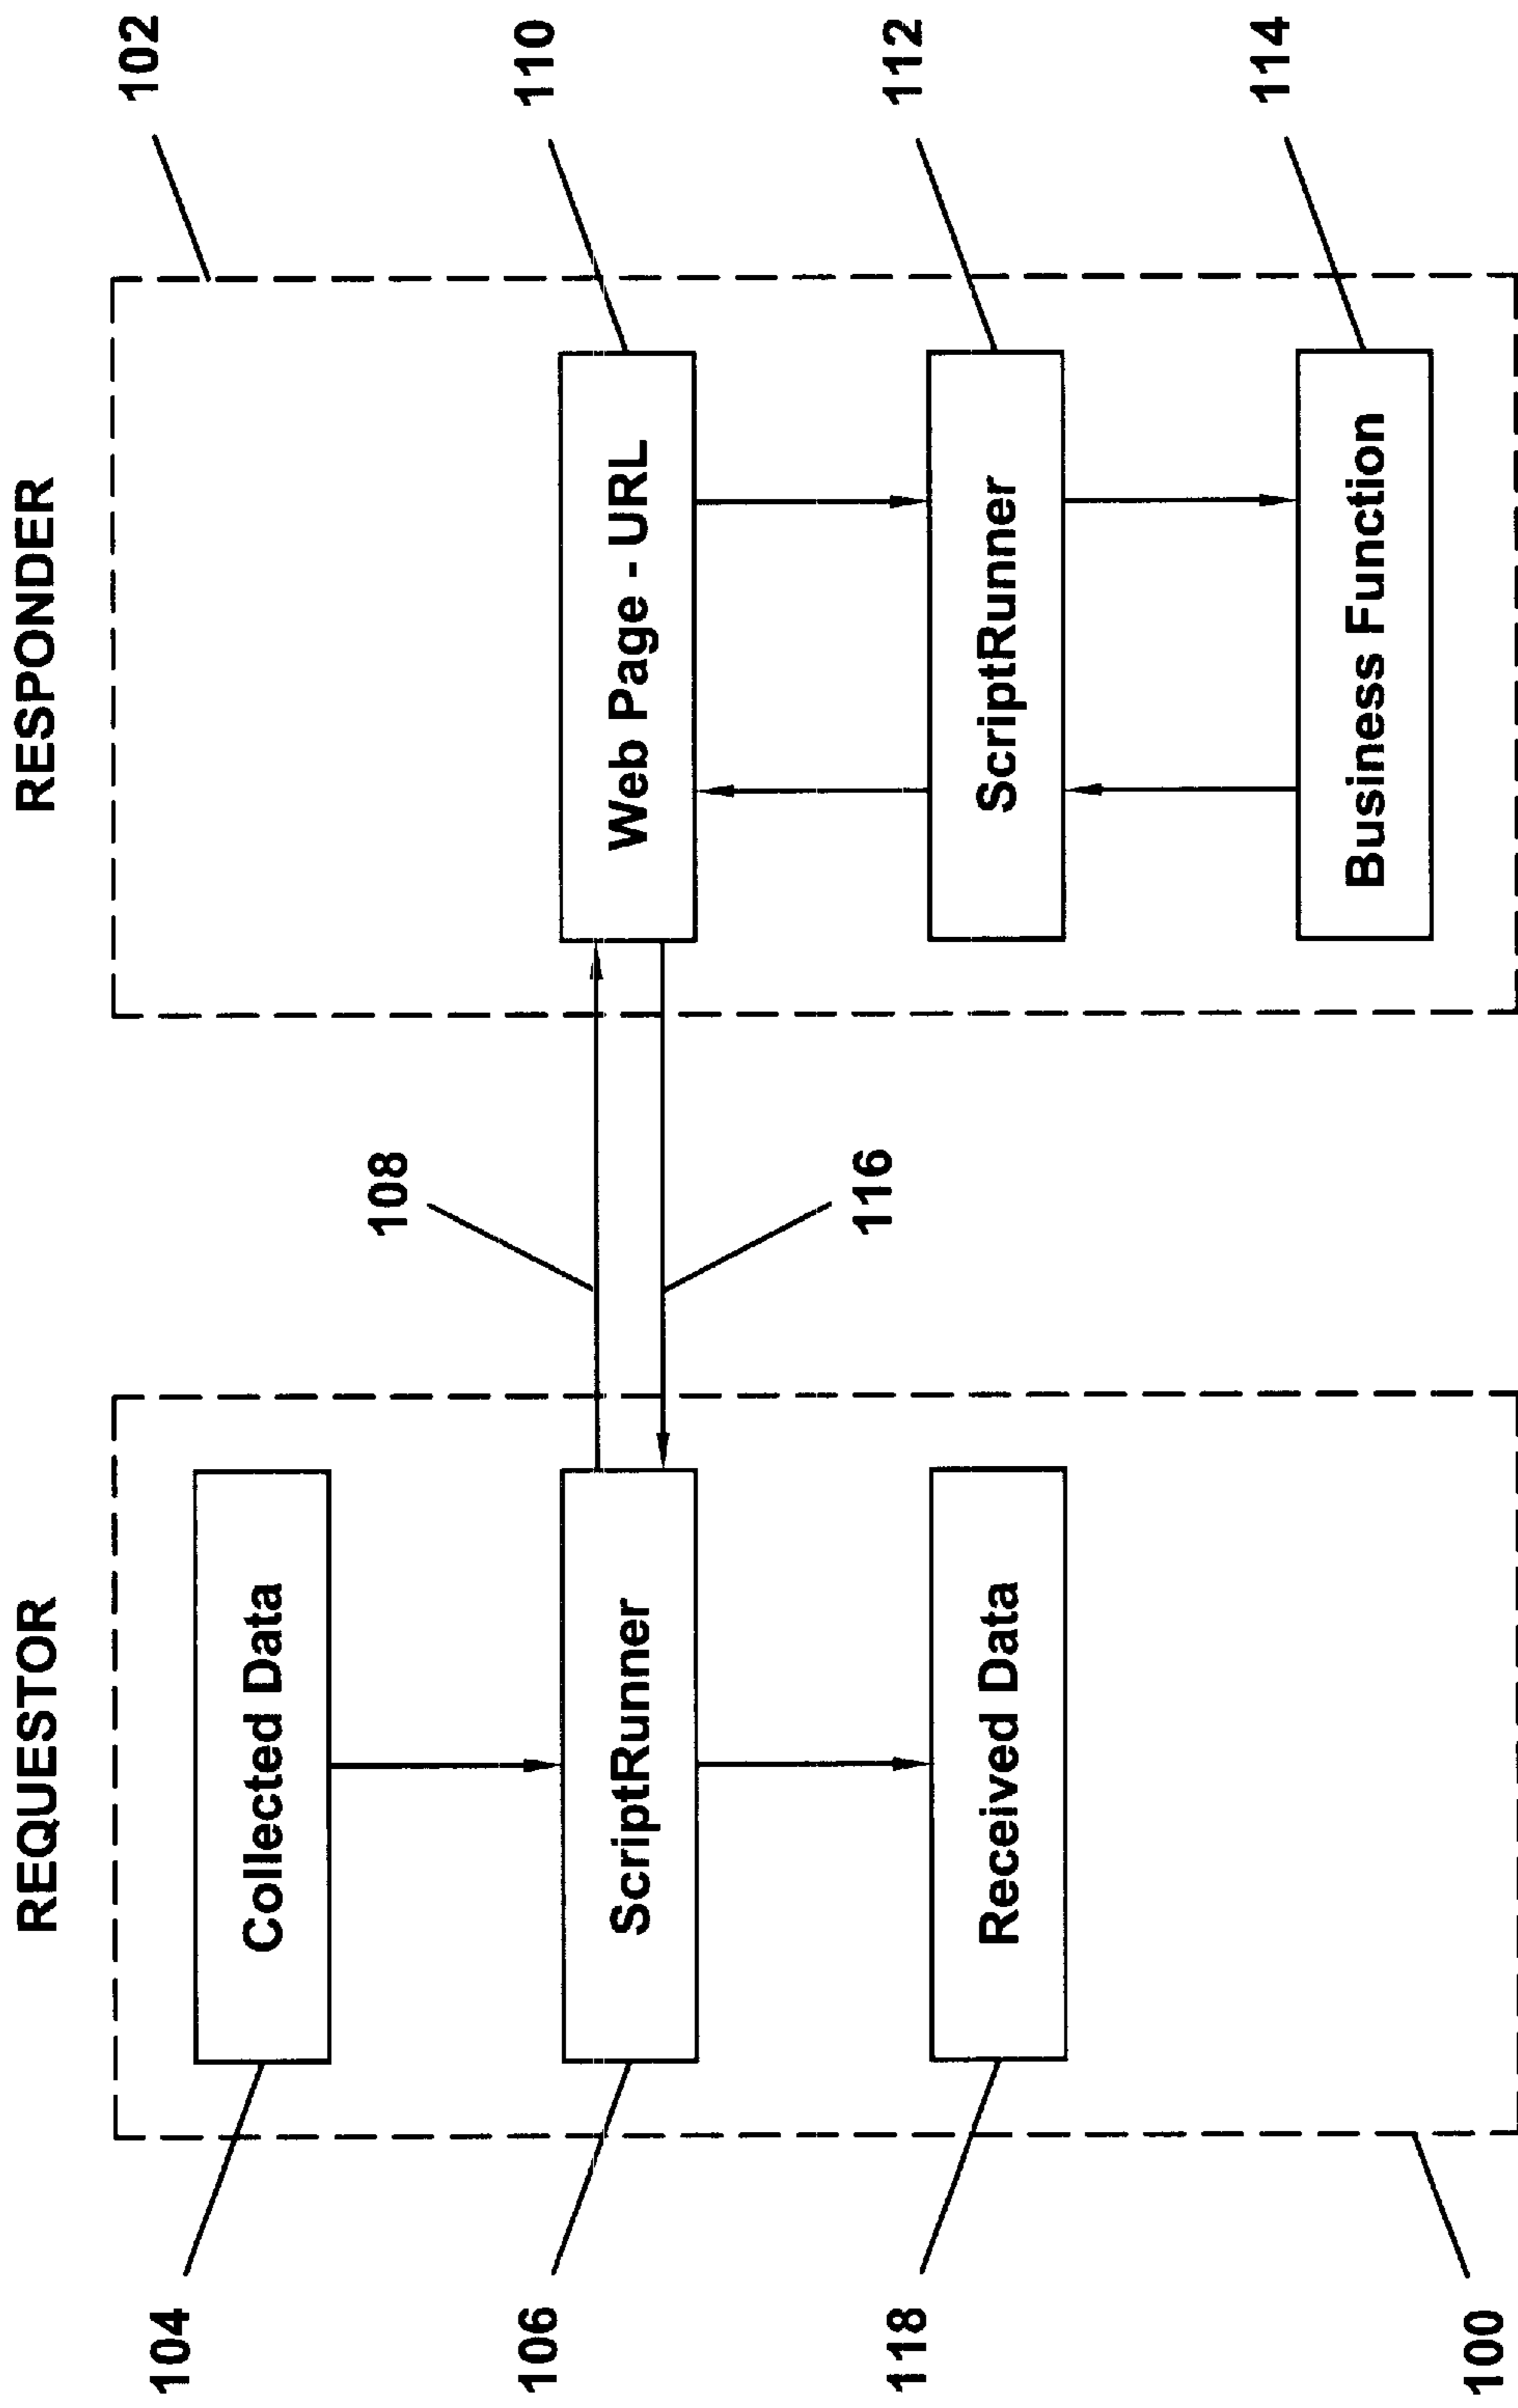 REQUESTOR
RESPONDER
104
Collected Data
102
106
ScriptRunner
108
Web Page - URL
110
118
Received Data
116
ScriptRunner
112
100
Business Function
114